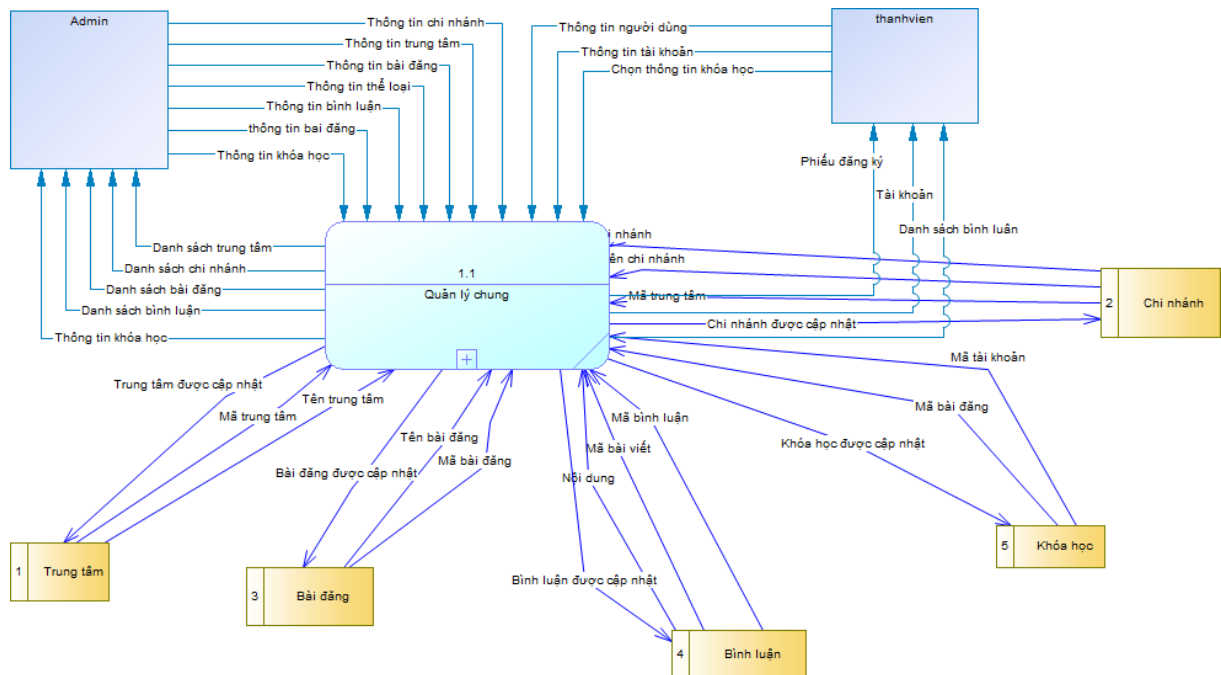 Admin
thanhvien
Thông tin chi nhánh
Thông tin trung tâm
Thông tin bài đăng
Thông tin thể loại
Thông tin bình luận
thông tin bai đăng
Thông tin khóa học
Thông tin người dùng
Thông tin tài khoản
Chọn thông tin khóa học
Phiếu đăng ký
Tài khoản
Danh sách bình luân
Danh sách trung tâm
Danh sách chi nhánh
Danh sách bài đăng
Danh sách bình luận
Thông tin khóa học
1.1
Quản lý chung
i nhánh
ên chi nhánh
Mã trung tâm
Chi nhánh được cập nhật
2
Chi nhánh
Trung tâm được cập nhật
Mã trung tâm
Tên trung tâm
Bài đăng được cập nhật
Tên bài đăng
Mã bài đăng
Mã bình luận
Mã bài viết
Nội dung
Bình luận được cập nhật
Mã tài khoản
Mã bài đăng
Khóa học được cập nhật
1
Trung tâm
3
Bài đăng
4
Bình luận
5
Khóa học